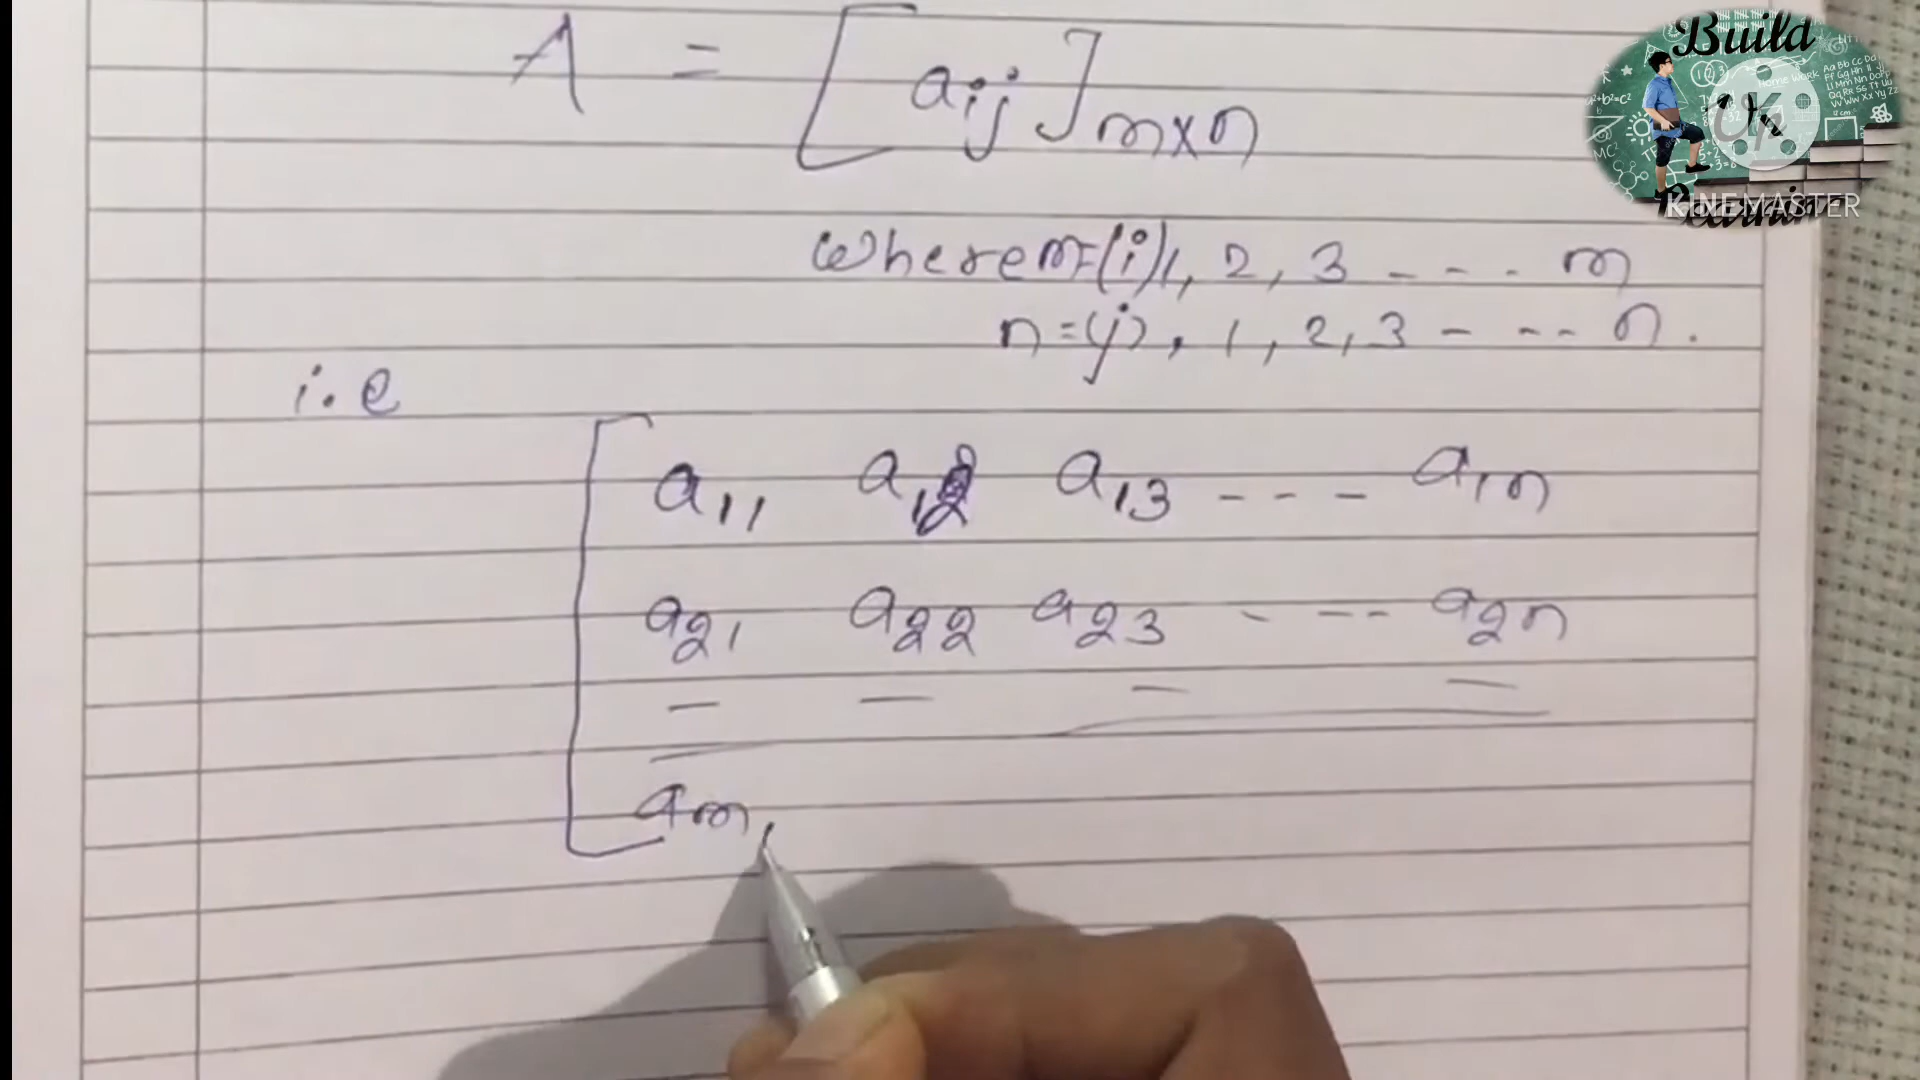 Build
KINEMASTER
A = [aij]m×n
where m=(i)1, 2, 3 - - - m
n=(j), 1, 2, 3 - - - n.
i.e
a11 a12 a13 - - - a1n
a21 a22 a23 - - - a2n
- - - -
am1